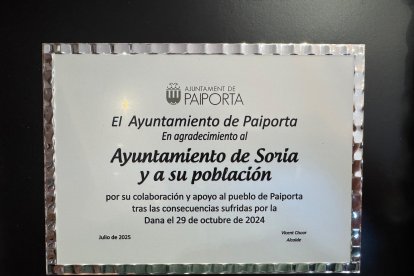 AJUNTAMENT DE
PAIPORTA
El Ayuntamiento de Paiporta
En agradecimiento al
Ayuntamiento de Soria
y a su población
por su colaboración y apoyo al pueblo de Paiporta
tras las consecuencias sufridas por la
Dana el 29 de octubre de 2024
Vicent Ciscar
Julio de 2025
Alcalde